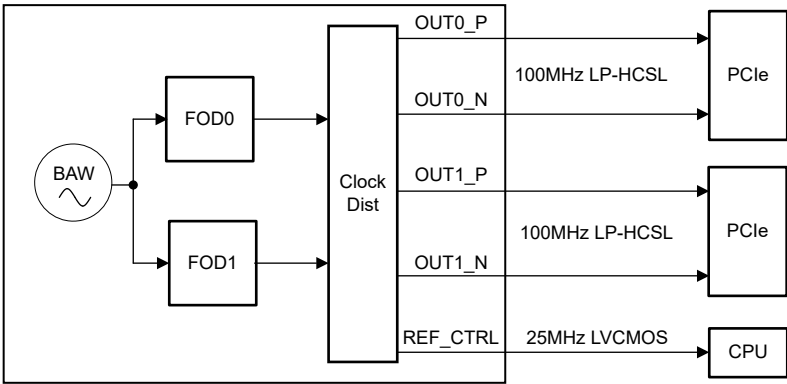 OUT0_P
100MHz LP-HCSL
PCIe
OUT0_N
FOD0
BAW
Clock
Dist
OUT1_P
100MHz LP-HCSL
PCIe
OUT1_N
FOD1
REF_CTRL
25MHz LVCMOS
CPU